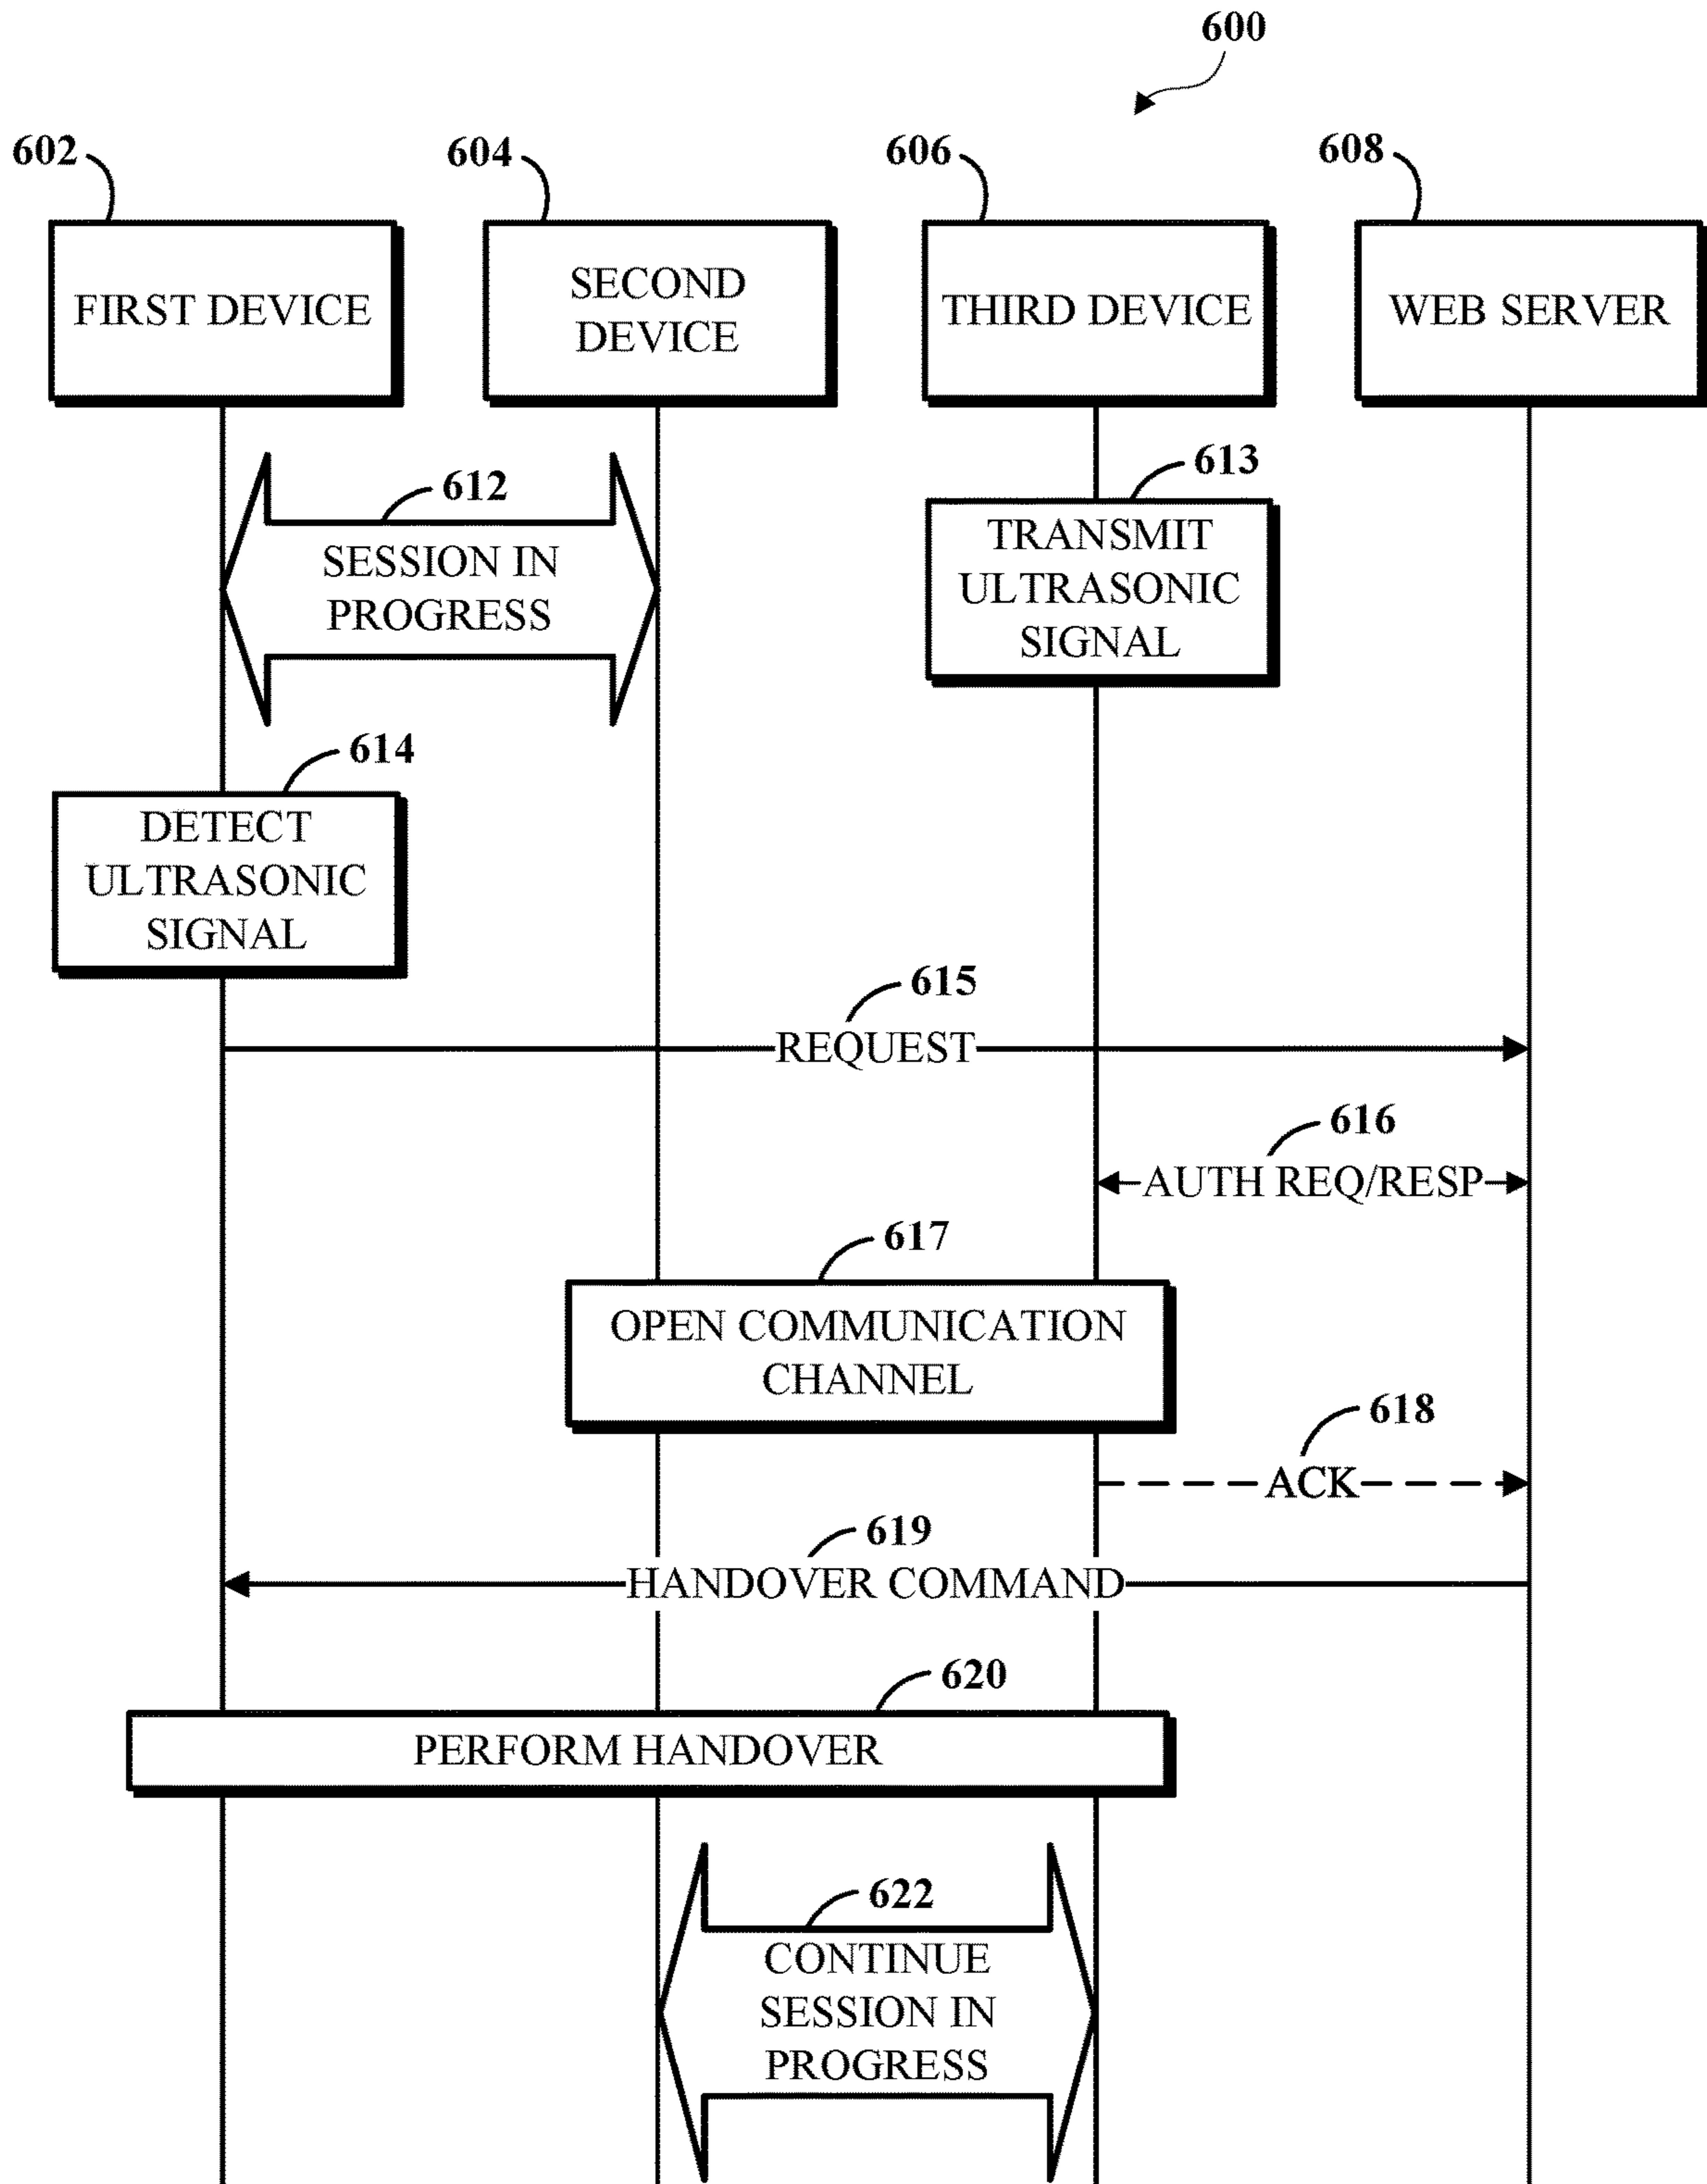 600
602
604
606
608
FIRST DEVICE
SECOND
DEVICE
THIRD DEVICE
WEB SERVER
612
SESSION IN
PROGRESS
613
TRANSMIT
ULTRASONIC
SIGNAL
614
DETECT
ULTRASONIC
SIGNAL
615
REQUEST
616
AUTH REQ/RESP
617
OPEN COMMUNICATION
CHANNEL
618
ACK
619
HANDOVER COMMAND
620
PERFORM HANDOVER
622
CONTINUE
SESSION IN
PROGRESS